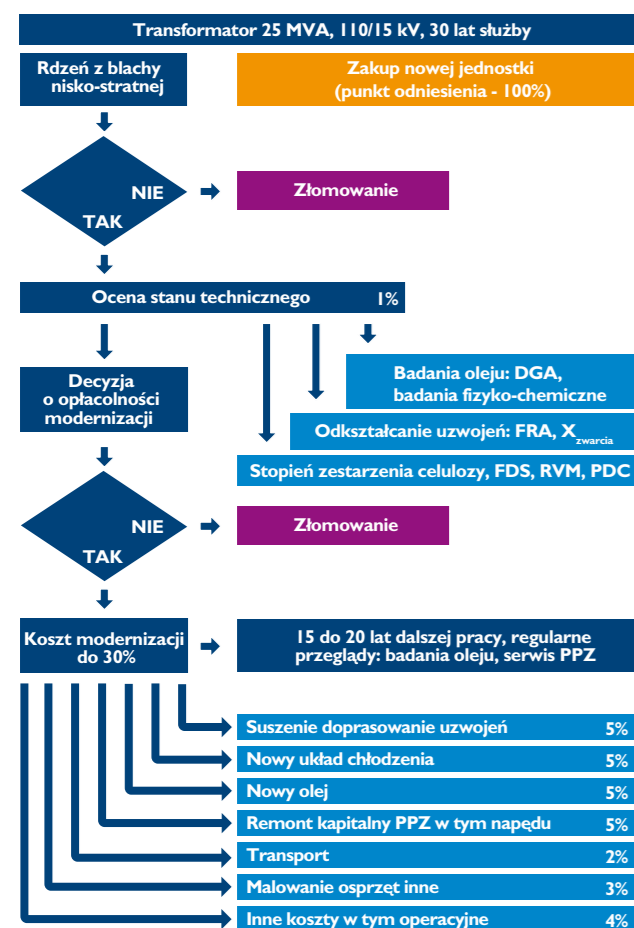 Transformator 25 MVA, 110/15 kV, 30 lat służby
Rdzeń z blachy
nisko-stratnej
Zakup nowej jednostki
(punkt odniesienia - 100%)
NIE
TAK
Złomowanie
Ocena stanu technicznego 1%
Decyzja
o opłacolności
modernizacji
Badania oleju: DGA,
badania fizyko-chemiczne
Odkształcanie uzwojeń: FRA, X zwarcia
Stopień zestarzenia celulozy, FDS, RVM, PDC
NIE
TAK
Złomowanie
Koszt modernizacji
do 30%
15 do 20 lat dalszej pracy, regularne
przeglądy: badania oleju, serwis PPZ
Suszenie doprasowanie uzwojeń 5%
Nowy układ chłodzenia 5%
Nowy olej 5%
Remont kapitalny PPZ w tym napędu 5%
Transport 2%
Malowanie osprzęt inne 3%
Inne koszty w tym operacyjne 4%